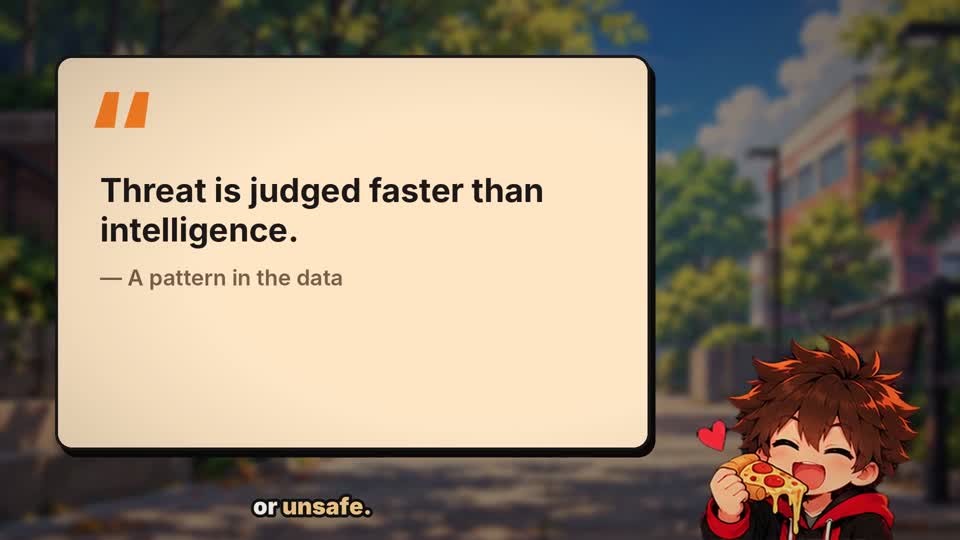 Threat is judged faster than
intelligence.
— A pattern in the data
or unsafe.